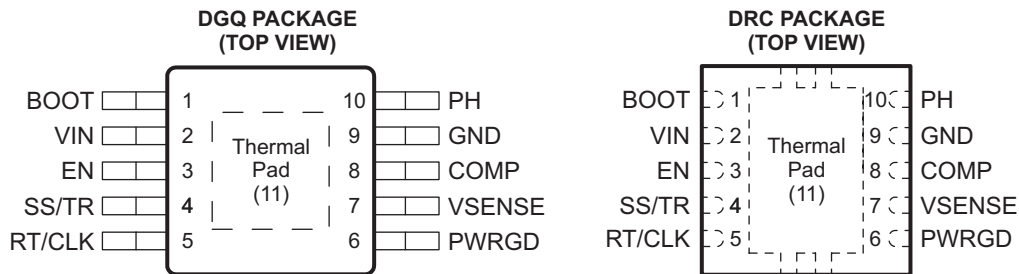 DGQ PACKAGE
(TOP VIEW)
BOOT 1 10 PH
VIN 2 9 GND
EN 3 8 COMP
SS/TR 4 7 VSENSE
RT/CLK 5 6 PWRGD
Thermal
Pad
(11)
DRC PACKAGE
(TOP VIEW)
BOOT 1 10 PH
VIN 2 9 GND
EN 3 8 COMP
SS/TR 4 7 VSENSE
RT/CLK 5 6 PWRGD
Thermal
Pad
(11)